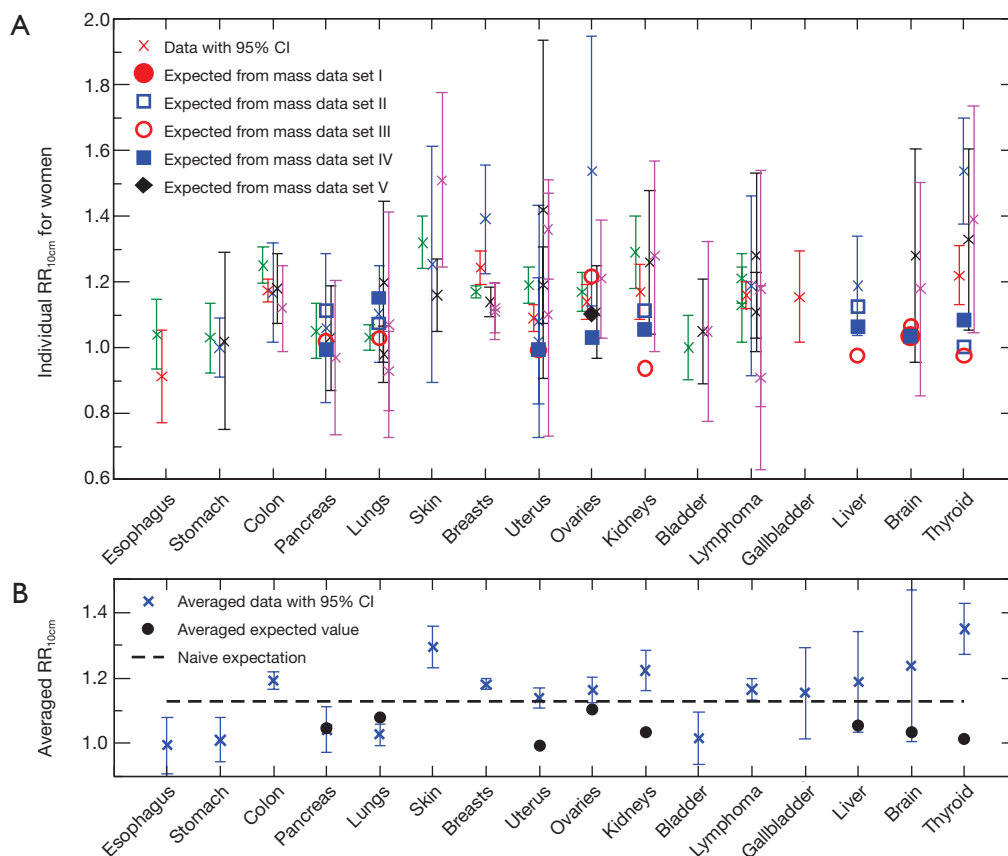 A
Individual RR10cm for women
2.0
1.8
1.6
1.4
1.2
1.0
0.8
0.6
Data with 95% CI
Expected from mass data set I
Expected from mass data set II
Expected from mass data set III
Expected from mass data set IV
Expected from mass data set V
Esophagus
Stomach
Colon
Pancreas
Lungs
Skin
Breasts
Uterus
Ovaries
Kidneys
Bladder
Lymphoma
Gallbladder
Liver
Brain
Thyroid
B
Averaged RR10cm
1.4
1.2
1.0
Averaged data with 95% CI
Averaged expected value
Naive expectation
Esophagus
Stomach
Colon
Pancreas
Lungs
Skin
Breasts
Uterus
Ovaries
Kidneys
Bladder
Lymphoma
Gallbladder
Liver
Brain
Thyroid